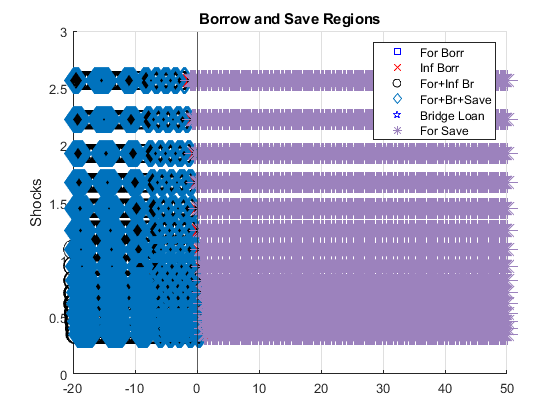 Borrow and Save Regions
3
2.5
2
1.5
1
0.5
0
Shocks
-20
-10
0
10
20
30
40
50
For Borr
Inf Borr
For+Inf Br
For+Br+Save
Bridge Loan
For Save